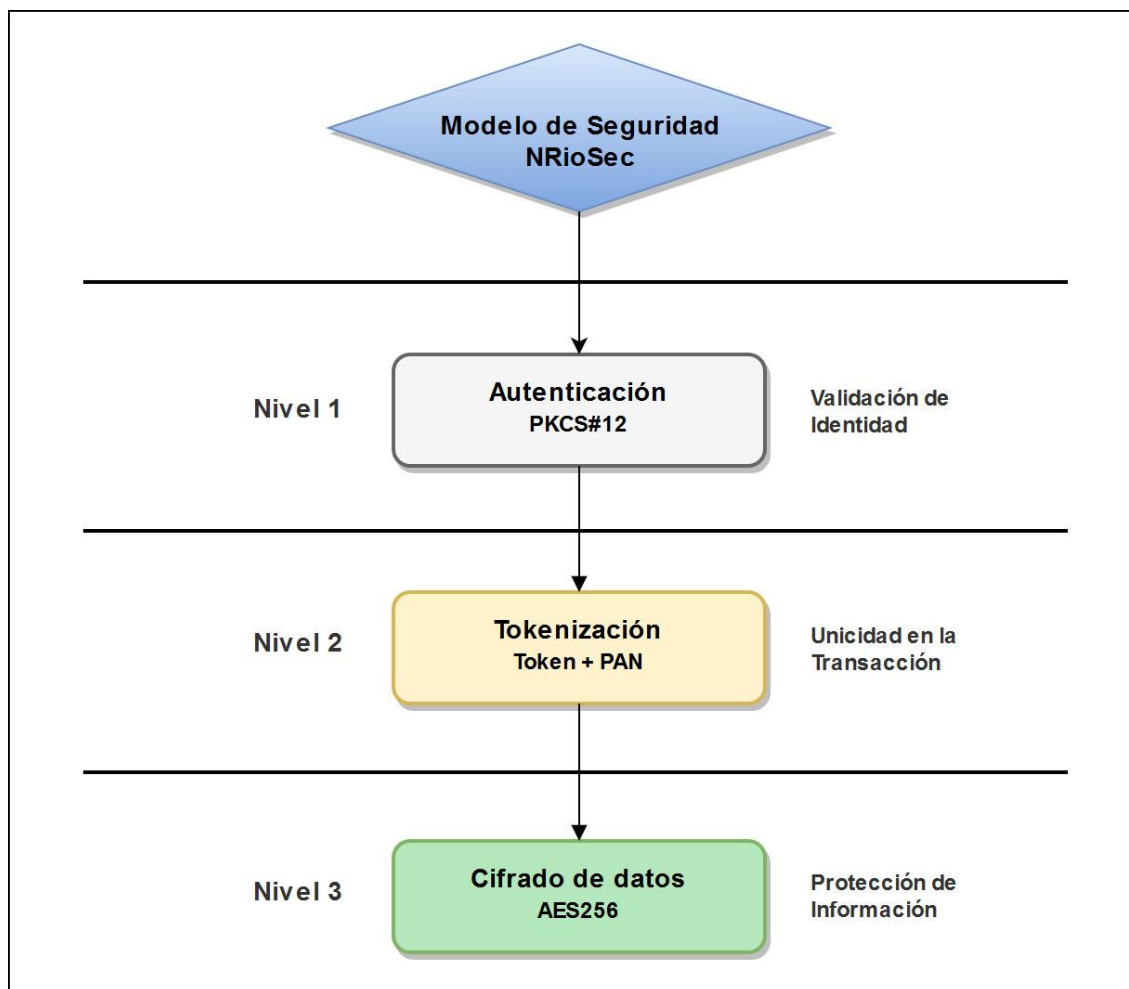 Modelo de Seguridad
NRioSec
Nivel 1
Autenticación
PKCS#12
Validación de
Identidad
Nivel 2
Tokenización
Token + PAN
Unicidad en la
Transacción
Nivel 3
Cifrado de datos
AES256
Protección de
Información